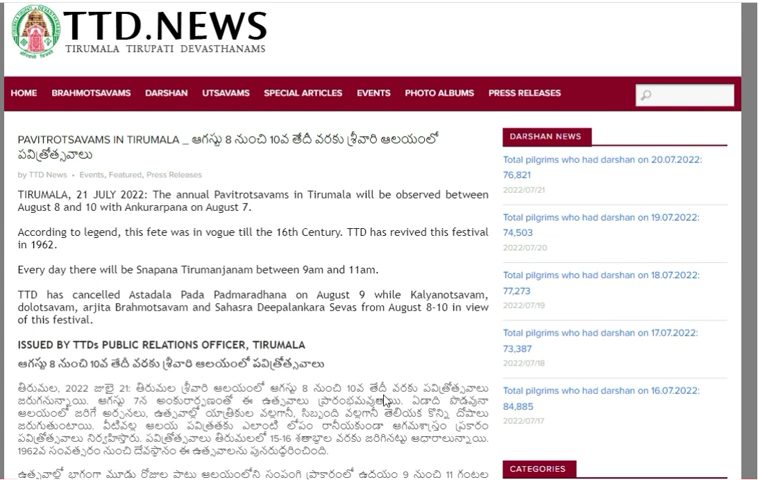 TTD.NEWS
TIRUMALA TIRUPATI DEVASTHANAMS
HOME BRAHMOTSAVAMS DARSHAN UTSAVAMS SPECIAL ARTICLES EVENTS PHOTO ALBUMS PRESS RELEASES
PAVITROTSAVAMS IN TIRUMALA _ ఆగస్టు 8 నుంచి 10వ తేదీ వరకు శ్రీవారి ఆలయంలో
పవిత్రోత్సవాలు
by TTD News • Events, Featured, Press Releases
TIRUMALA, 21 JULY 2022: The annual Pavitrotsavams in Tirumala will be observed between
August 8 and 10 with Ankurarpana on August 7.
According to legend, this fete was in vogue till the 16th Century. TTD has revived this festival
in 1962.
Every day there will be Snapana Tirumanjanam between 9am and 11am.
TTD has cancelled Astadala Pada Padmaradhana on August 9 while Kalyanotsavam,
dolotsavam, arjita Brahmotsavam and Sahasra Deepalankara Sevas from August 8-10 in view
of this festival.
ISSUED BY TTDs PUBLIC RELATIONS OFFICER, TIRUMALA
ఆగస్టు 8 నుంచి 10వ తేదీ వరకు శ్రీవారి ఆలయంలో పవిత్రోత్సవాలు
తిరుమల, 2022 జులై 21: తిరుమల శ్రీవారి ఆలయంలో ఆగస్టు 8 నుంచి 10వ తేదీ వరకు పవిత్రోత్సవాలు
జరుగనున్నాయి. ఆగస్టు 7న అంకురార్పణంతో ఈ ఉత్సవాలు ప్రారంభమవుతాయి. ఏడాది పొడవునా
ఆలయంలో జరిగే అర్చనలు, ఉత్సవాల్లో యాత్రికుల వల్లగానీ, సిబ్బంది వల్లగానీ తెలియక కొన్ని దోషాలు
జరుగుతుంటాయి. వీటివల్ల ఆలయ పవిత్రతకు ఎలాంటి లోపం రానీయకుండా ఆగమశాస్త్రం ప్రకారం
పవిత్రోత్సవాలు నిర్వహిస్తారు. పవిత్రోత్సవాలు తిరుమలలో 15-16 శతాబ్దాల వరకు జరిగినట్టు ఆధారాలున్నాయి.
1962వ సంవత్సరం నుంచి దేవస్థానం ఈ ఉత్సవాలను పునరుద్ధరించింది.
ఉత్సవాల్లో భాగంగా మూడు రోజుల పాటు ఆలయంలోని సంపంగి ప్రాకారంలో ఉదయం 9 నుంచి 11 గంటల
DARSHAN NEWS
Total pilgrims who had darshan on 20.07.2022:
76,821
2022/07/21
Total pilgrims who had darshan on 19.07.2022:
74,503
2022/07/20
Total pilgrims who had darshan on 18.07.2022:
77,273
2022/07/19
Total pilgrims who had darshan on 17.07.2022:
73,387
2022/07/18
Total pilgrims who had darshan on 16.07.2022:
84,885
2022/07/17
CATEGORIES